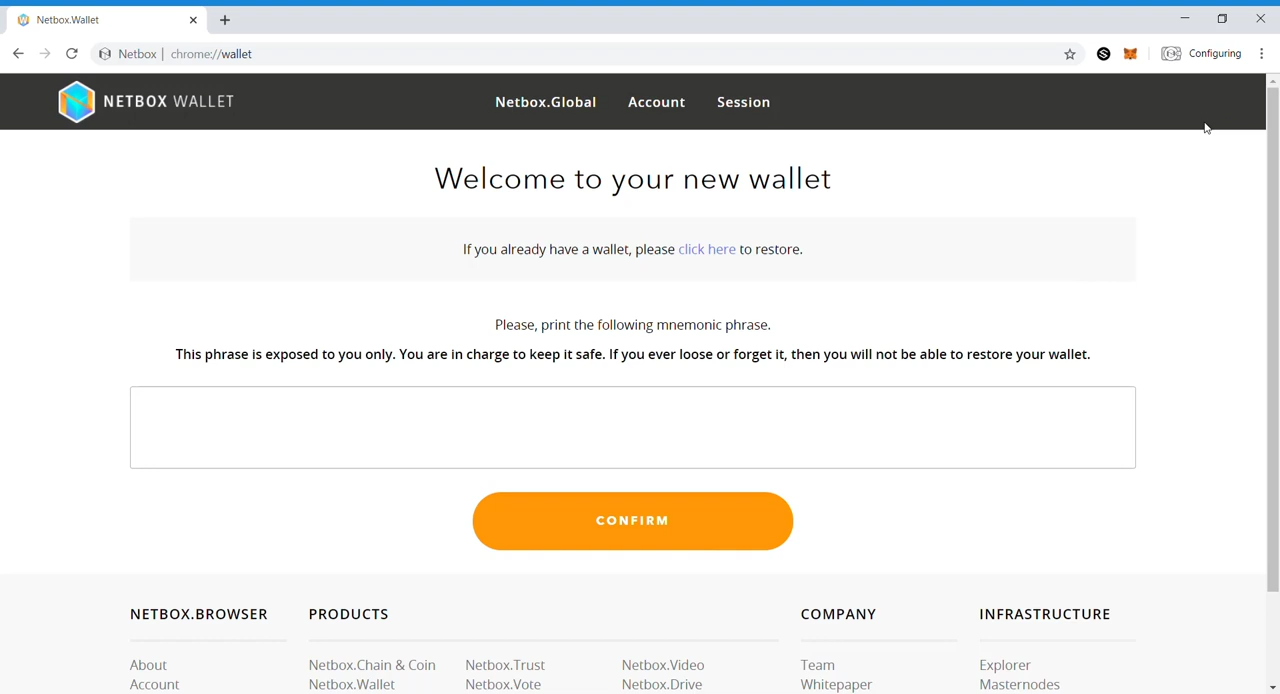 Netbox.Wallet
Netbox | chrome://wallet
Configuring
NETBOX WALLET
Netbox.Global Account Session
Welcome to your new wallet
If you already have a wallet, please click here to restore.
Please, print the following mnemonic phrase.
This phrase is exposed to you only. You are in charge to keep it safe. If you ever loose or forget it, then you will not be able to restore your wallet.
CONFIRM
NETBOX.BROWSER PRODUCTS COMPANY INFRASTRUCTURE
About Netbox.Chain & Coin Netbox.Trust Netbox.Video Team Explorer
Account Netbox.Wallet Netbox.Vote Netbox.Drive Whitepaper Masternodes